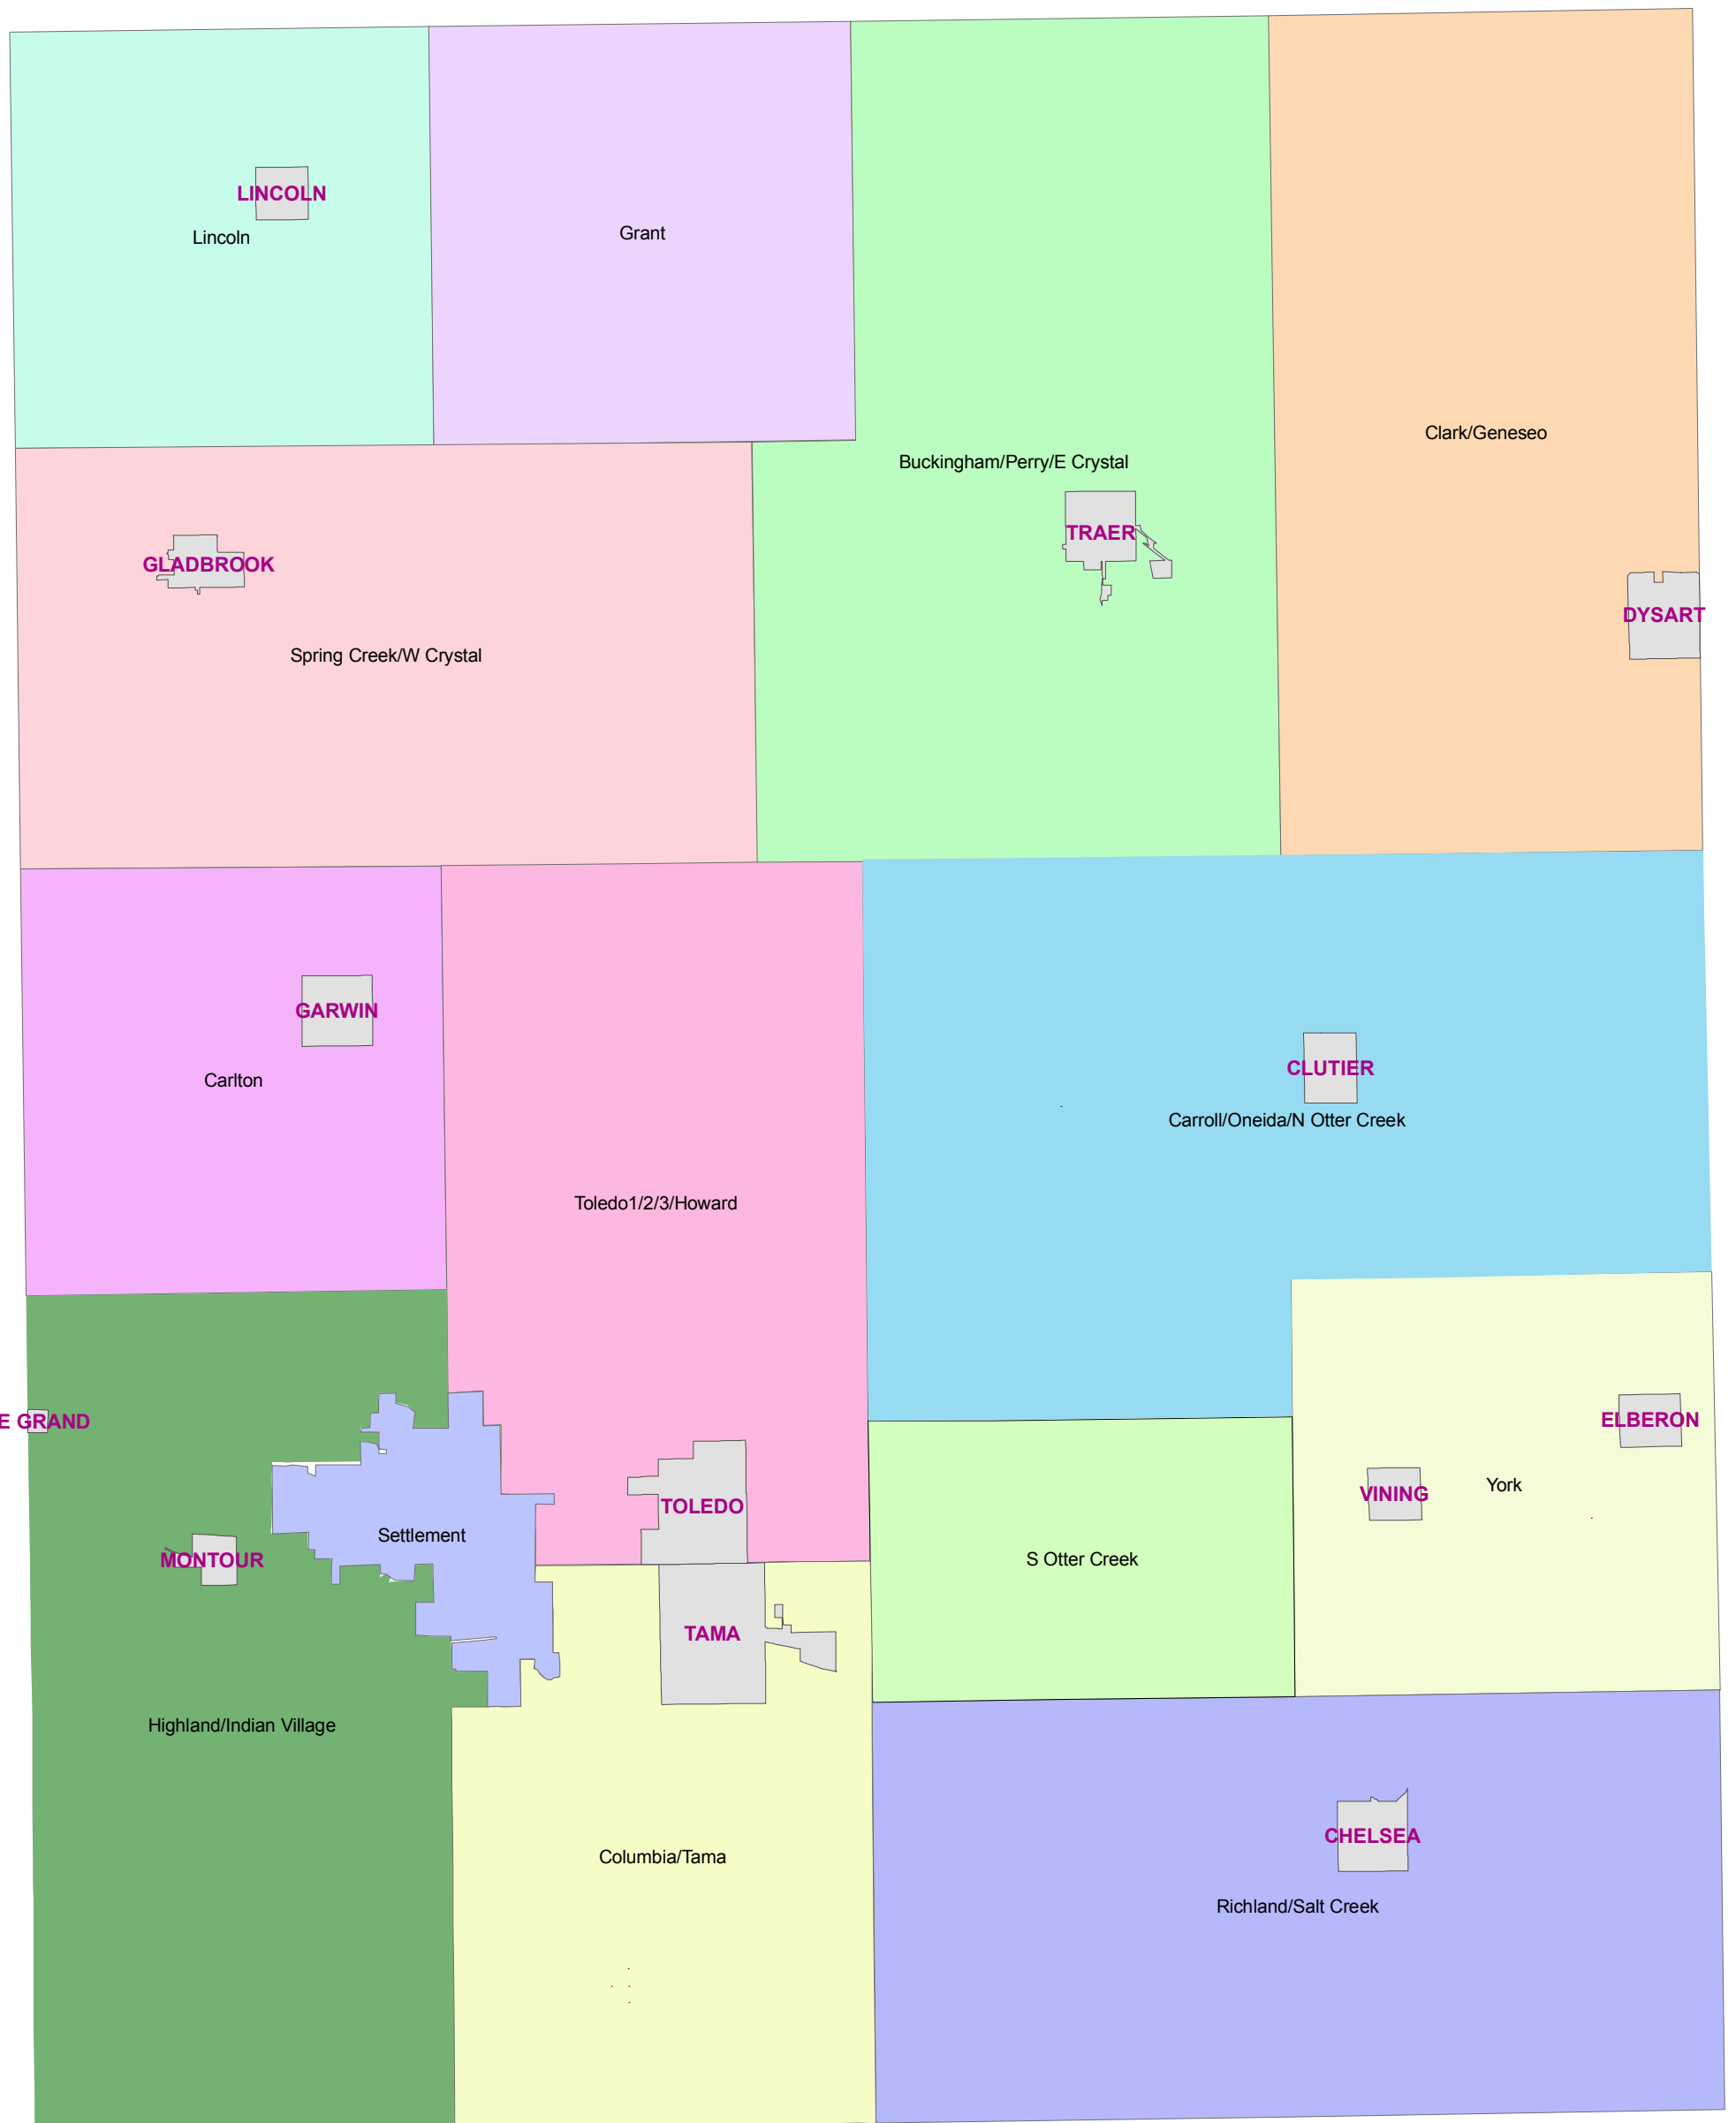 LINCOLN
Lincoln
Grant
Clark/Geneseo
Buckingham/Perry/E Crystal
TRAER
GLADBROOK
DYSART
Spring Creek/W Crystal
GARWIN
CLUTIER
Carlton
Carroll/Oneida/N Otter Creek
Toledo1/2/3/Howard
E GRAND
ELBERON
York
VINING
TOLEDO
Settlement
MONTOUR
S Otter Creek
TAMA
Highland/Indian Village
CHELSEA
Columbia/Tama
Richland/Salt Creek